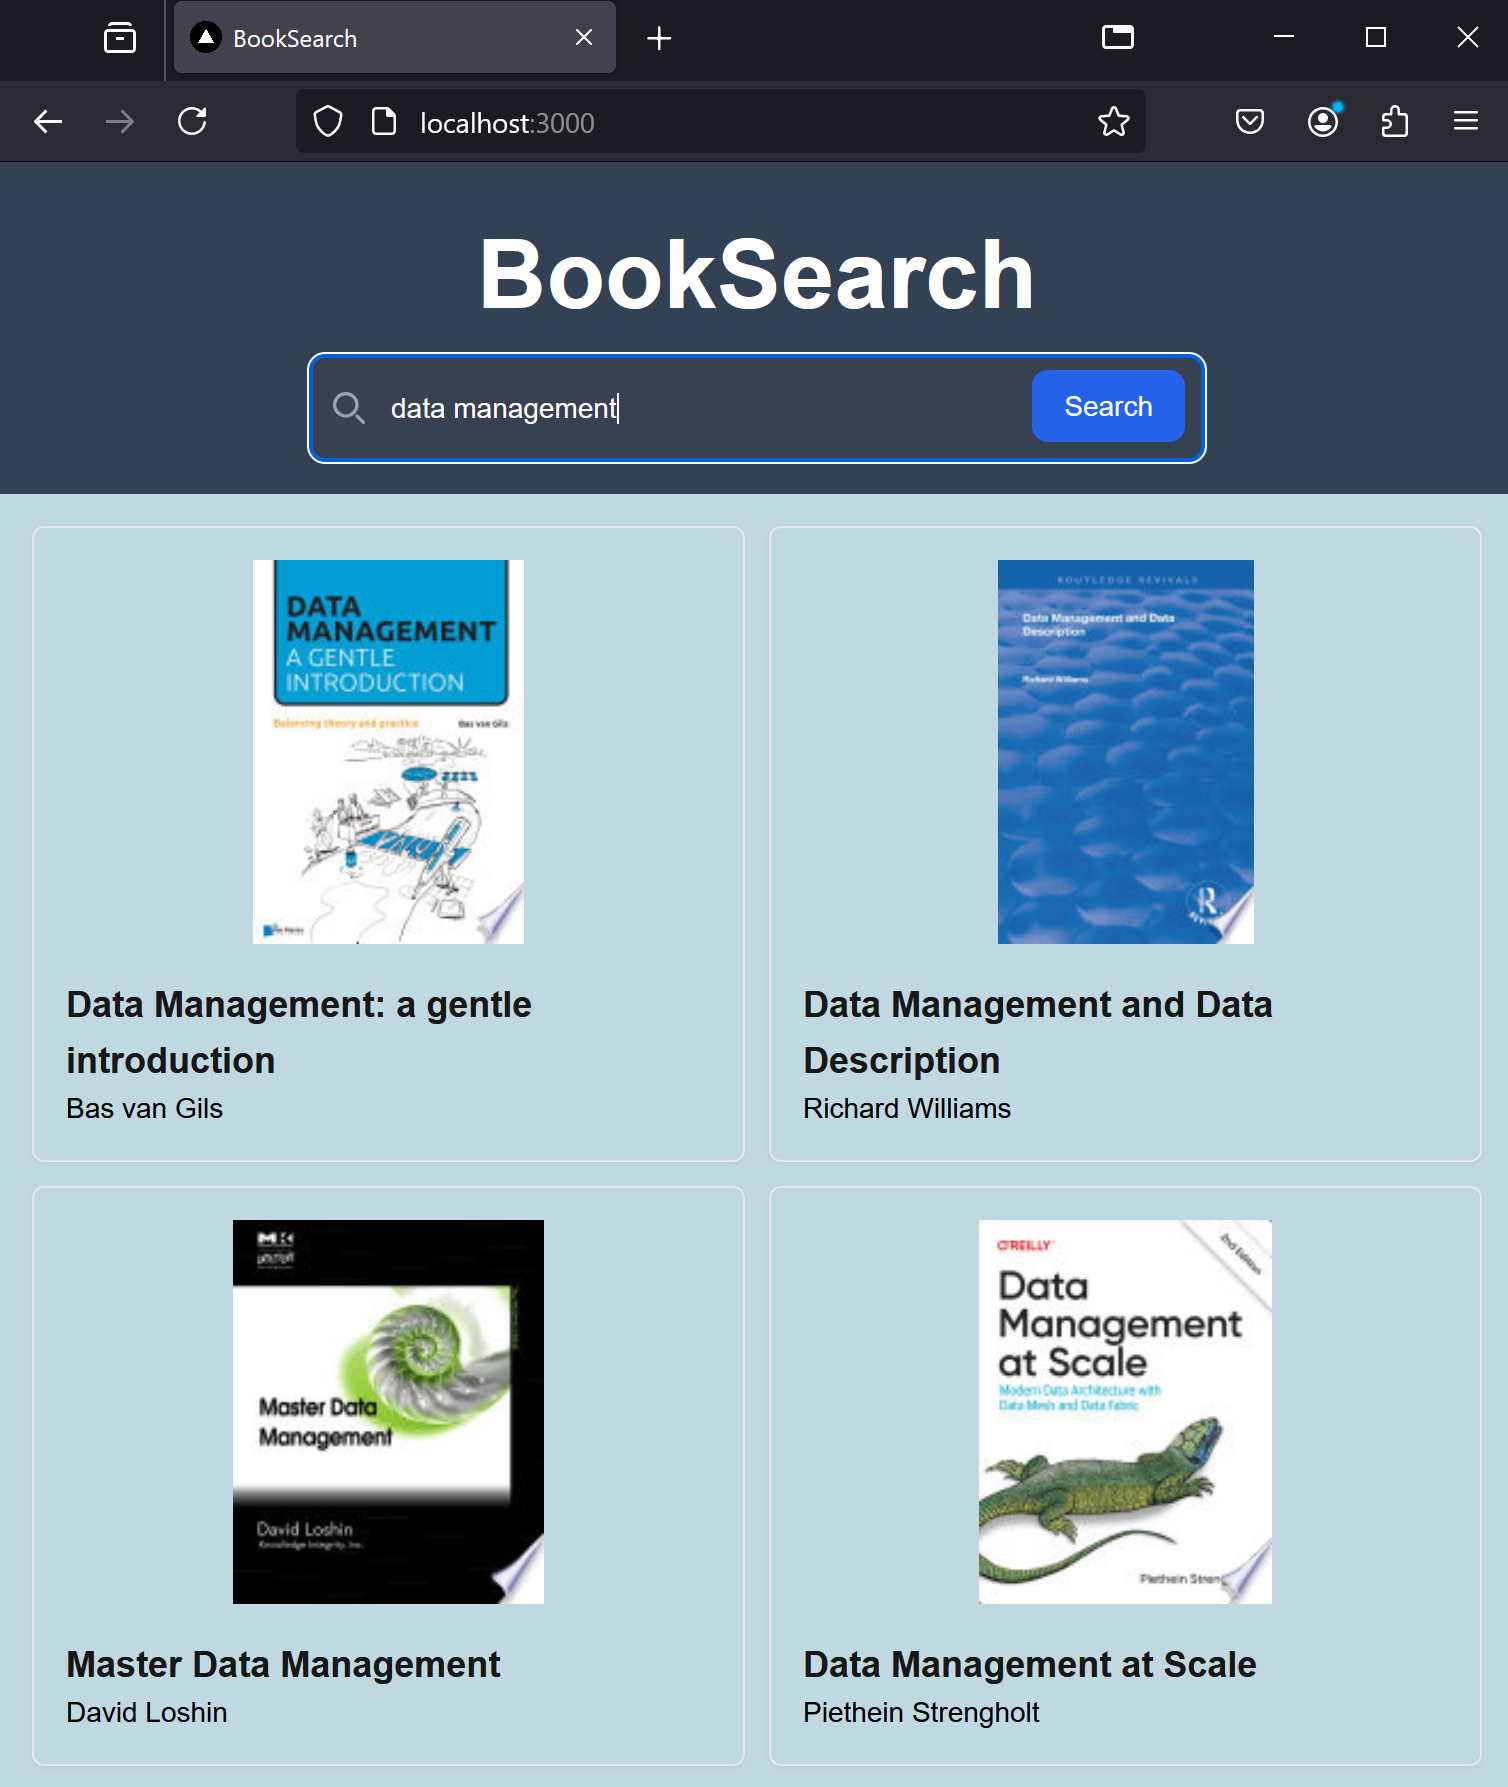 BookSearch
localhost:3000
BookSearch
data management
Search
DATA
MANAGEMENT
A GENTLE
INTRODUCTION
Balancing theory and practice
Bas van Gils
ROUTLEDGE REVIVALS
Data Management and Data
Description
Richard Williams
R
Data Management: a gentle
introduction
Bas van Gils
Data Management and Data
Description
Richard Williams
Master Data
Management
David Loshin
Knowledge Integrity, Inc.
O'REILLY
2nd Edition
Data
Management
at Scale
Modern Data Architecture with
Data Mesh and Data Fabric
Piethein
Master Data Management
David Loshin
Data Management at Scale
Piethein Strengholt